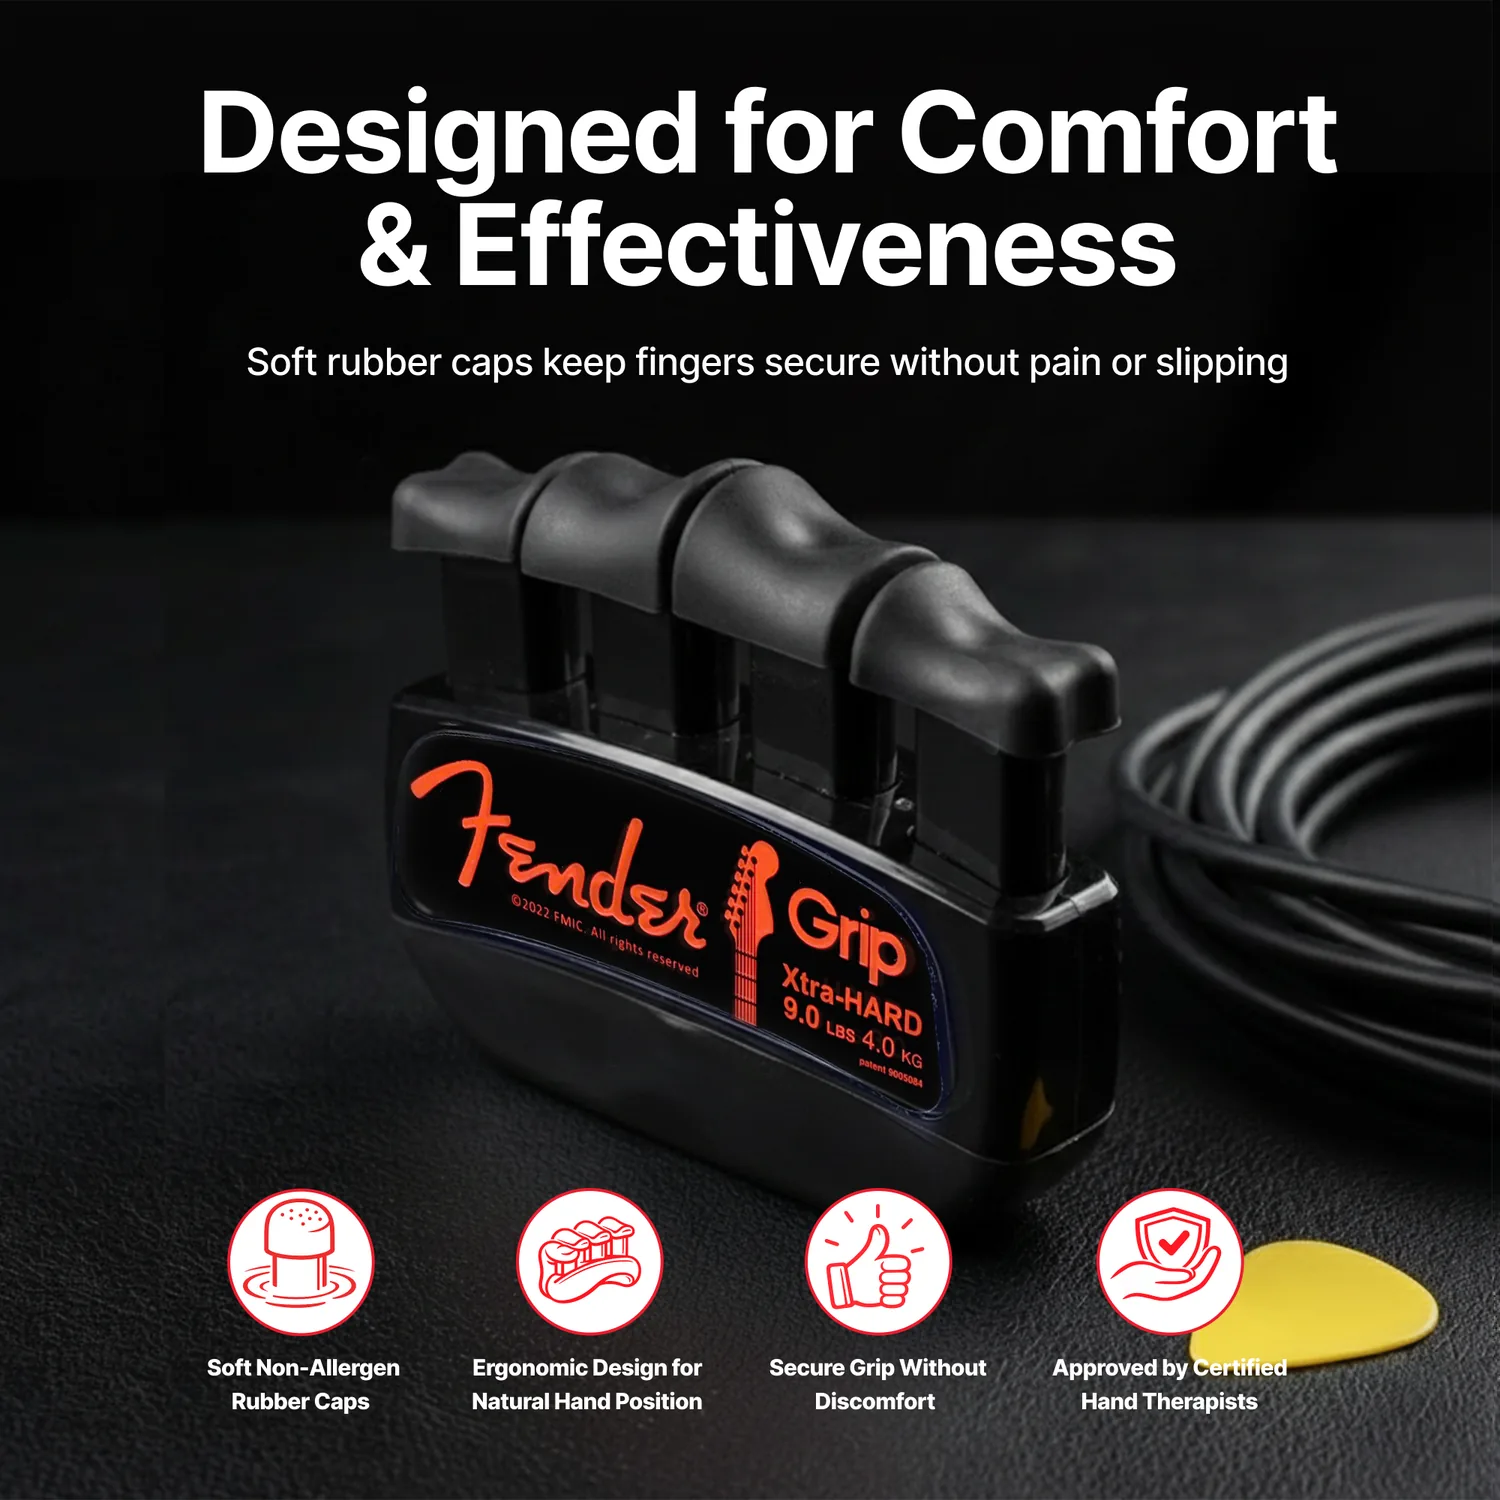 Designed for Comfort
& Effectiveness
Soft rubber caps keep fingers secure without pain or slipping
Fender®
©2022 FMIC. All rights reserved
Grip
Xtra-HARD
9.0 LBS 4.0 KG
patent 9005084
Soft Non-Allergen
Rubber Caps
Ergonomic Design for
Natural Hand Position
Secure Grip Without
Discomfort
Approved by Certified
Hand Therapists